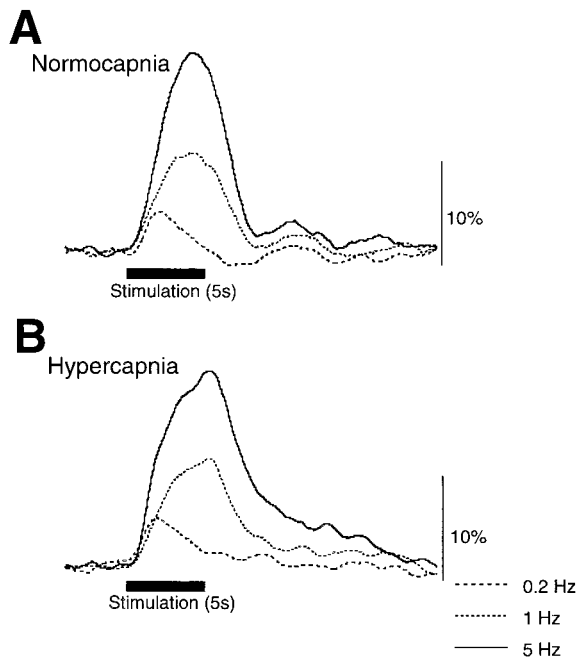 A
Normocapnia
10%
Stimulation (5s)
B
Hypercapnia
10%
Stimulation (5s)
0.2 Hz
1 Hz
5 Hz